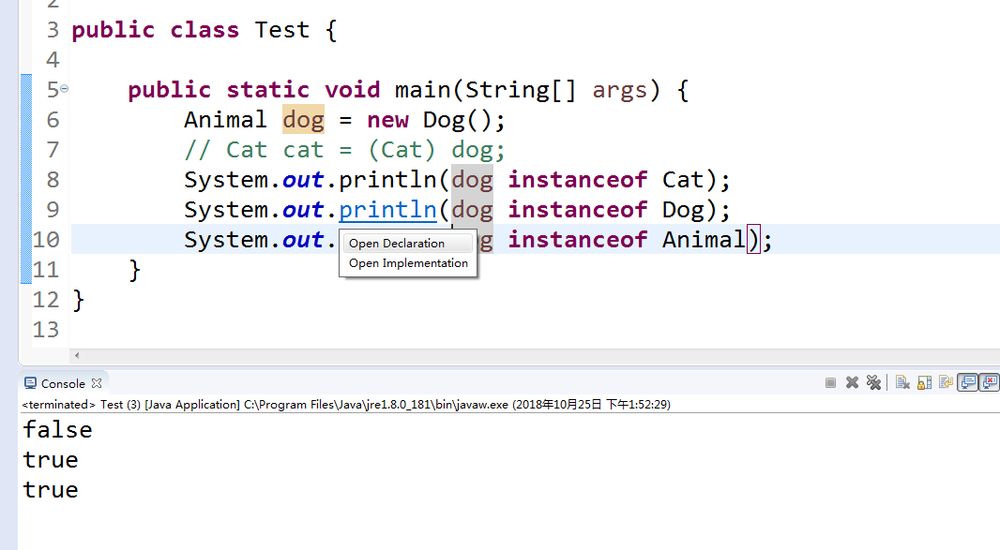 2
3 public class Test {
4
5 public static void main(String[] args) {
6 Animal dog = new Dog();
7 // Cat cat = (Cat) dog;
8 System.out.println(dog instanceof Cat);
9 System.out.println(dog instanceof Dog);
10 System.out. g instanceof Animal);
Open Declaration
11 }
Open Implementation
12 }
13
Console
<terminated> Test (3) [Java Application] C:\Program Files\Java\jre1.8.0_181\bin\javaw.exe (2018年10月25日 下午1:52:29)
false
true
true